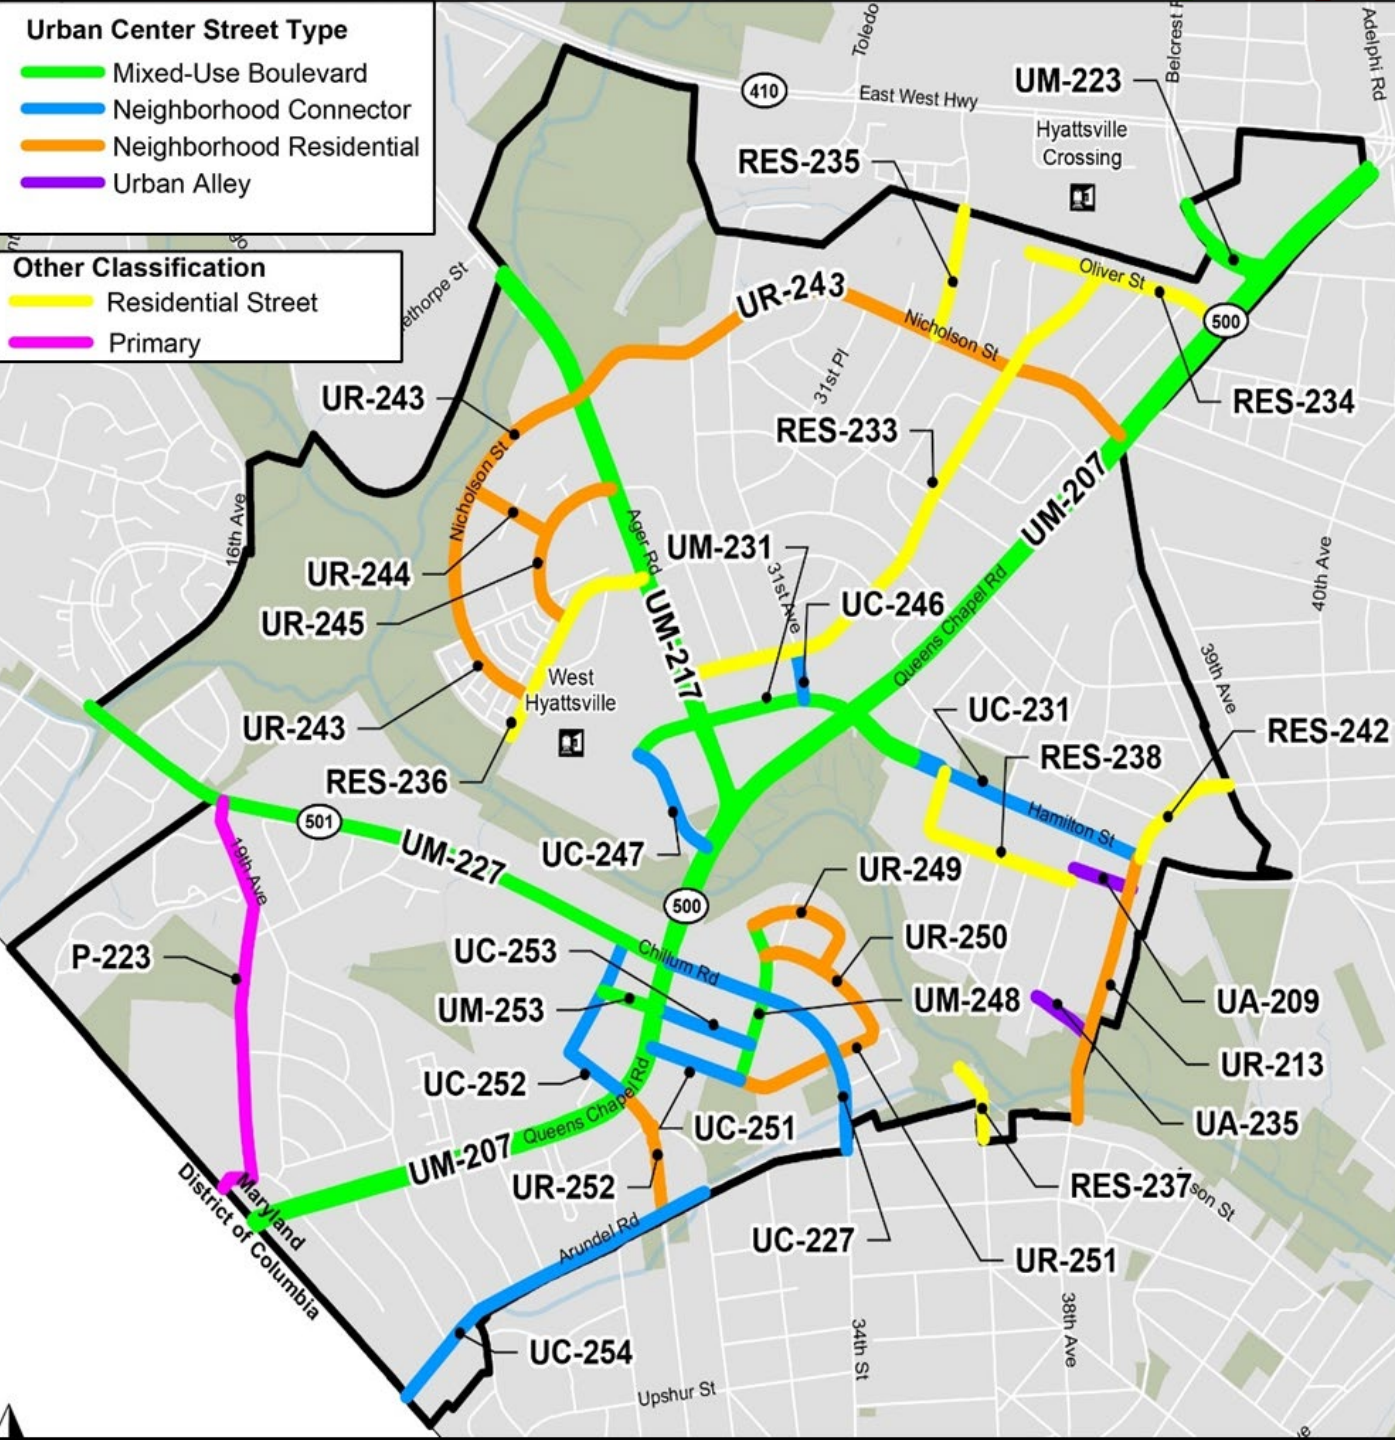 Urban Center Street Type
Mixed-Use Boulevard
Neighborhood Connector
Neighborhood Residential
Urban Alley
Other Classification
Residential Street
Primary
Toledo
Belcrest
Adelphi Rd
410
East West Hwy
UM-223
Hyattsville
Crossing
RES-235
Oliver St
500
UR-243
Nicholson St
31st Pl
RES-234
UR-243
RES-233
Nicholson St
16th Ave
UM-207
Ager Rd
UM-231
31st Ave
UC-246
UR-244
UR-245
40th Ave
UM-217
Queens Chapel Rd
39th Ave
West
Hyattsville
UR-243
UC-231
RES-242
RES-238
RES-236
Hamilton St
501
UM-227
UC-247
19th Ave
UR-249
500
UR-250
P-223
UC-253
Chillum Rd
UM-253
UM-248
UA-209
UR-213
UC-252
UC-251
UA-235
Queens Chapel Rd
UM-207
UR-252
RES-237
son St
Maryland
District of Columbia
Arundel Rd
UC-227
UR-251
UC-254
34th St
38th Ave
Upshur St